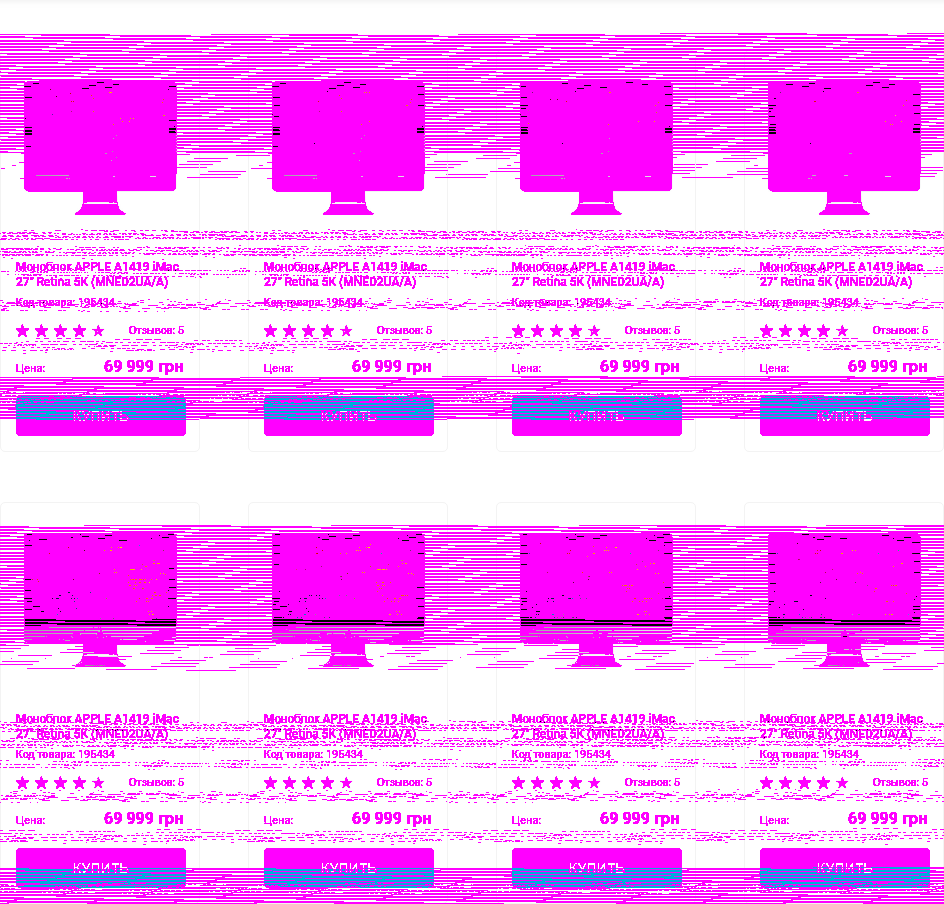 Моноблок APPLE A1419 iMac Моноблок APPLE A1419 iMac Моноблок APPLE A1419 iMac Моноблок APPLE A1419 iMac
27" Retina 5K (MNED2UA/A) 27" Retina 5K (MNED2UA/A) 27" Retina 5K (MNED2UA/A) 27" Retina 5K (MNED2UA/A)
Код товара: 195434 Код товара: 195434 Код товара: 195434 Код товара: 195434
Отзывов: 5 Отзывов: 5 Отзывов: 5 Отзывов: 5
Цена: 69 999 грн Цена: 69 999 грн Цена: 69 999 грн Цена: 69 999 грн
КУПИТЬ КУПИТЬ КУПИТЬ КУПИТЬ
Моноблок APPLE A1419 iMac Моноблок APPLE A1419 iMac Моноблок APPLE A1419 iMac Моноблок APPLE A1419 iMac
27" Retina 5K (MNED2UA/A) 27" Retina 5K (MNED2UA/A) 27" Retina 5K (MNED2UA/A) 27" Retina 5K (MNED2UA/A)
Код товара: 195434 Код товара: 195434 Код товара: 195434 Код товара: 195434
Отзывов: 5 Отзывов: 5 Отзывов: 5 Отзывов: 5
Цена: 69 999 грн Цена: 69 999 грн Цена: 69 999 грн Цена: 69 999 грн
КУПИТЬ КУПИТЬ КУПИТЬ КУПИТЬ